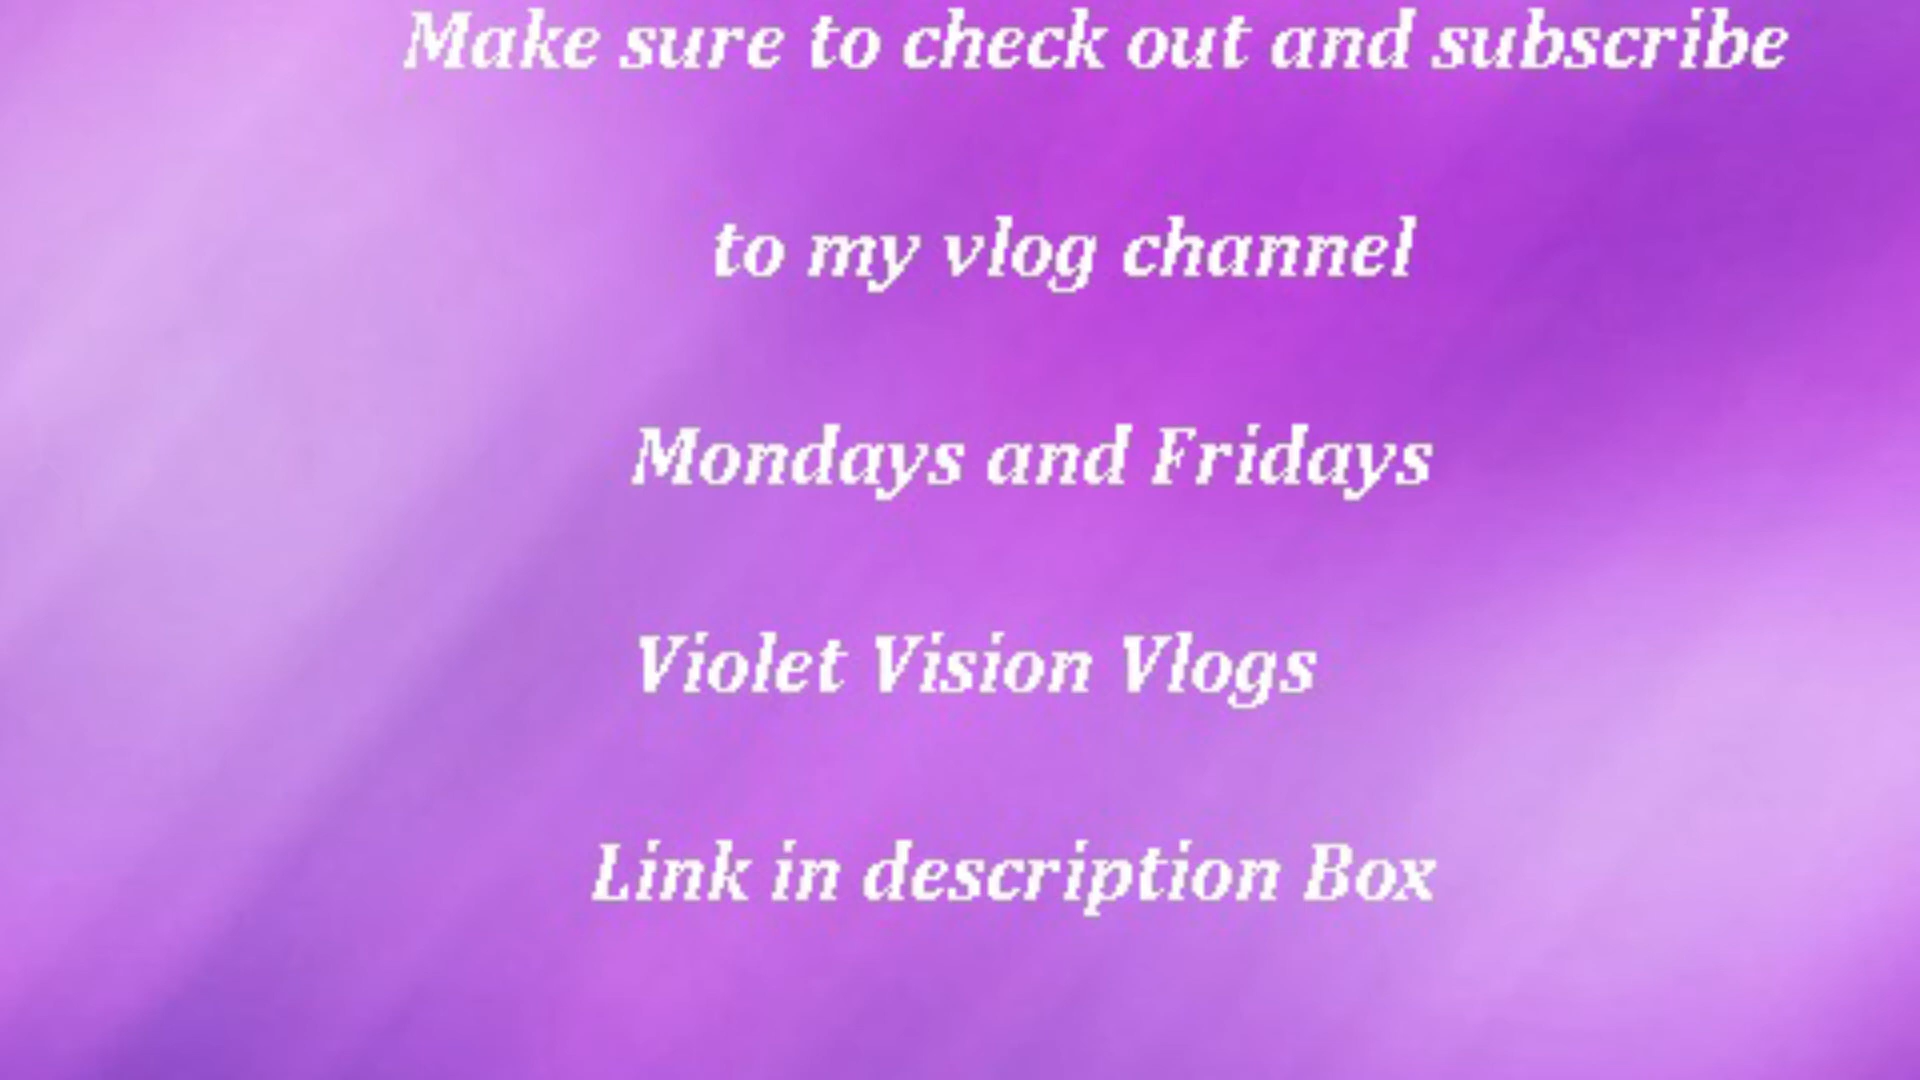 Make sure to check out and subscribe
to my vlog channel
Mondays and Fridays
Violet Vision Vlogs
Link in description Box